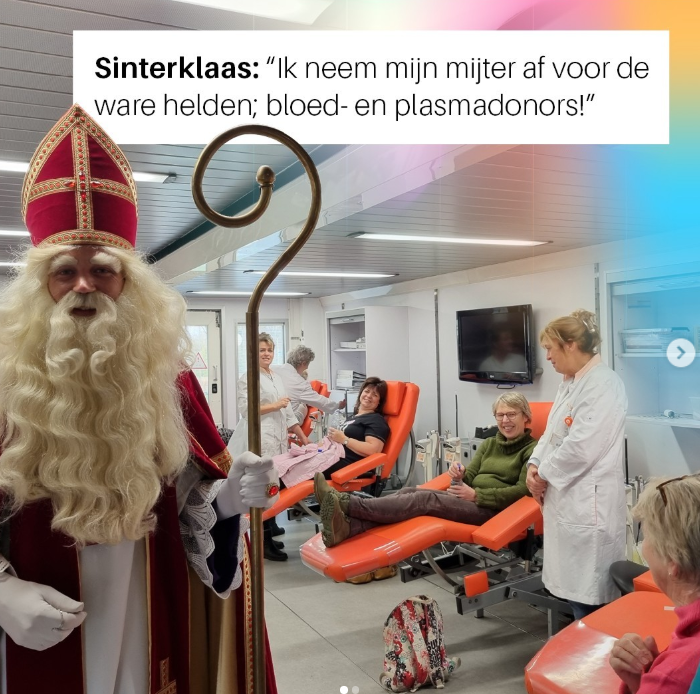 Sinterklaas: “Ik neem mijn mijter af voor de
ware helden; bloed- en plasmadonors!”